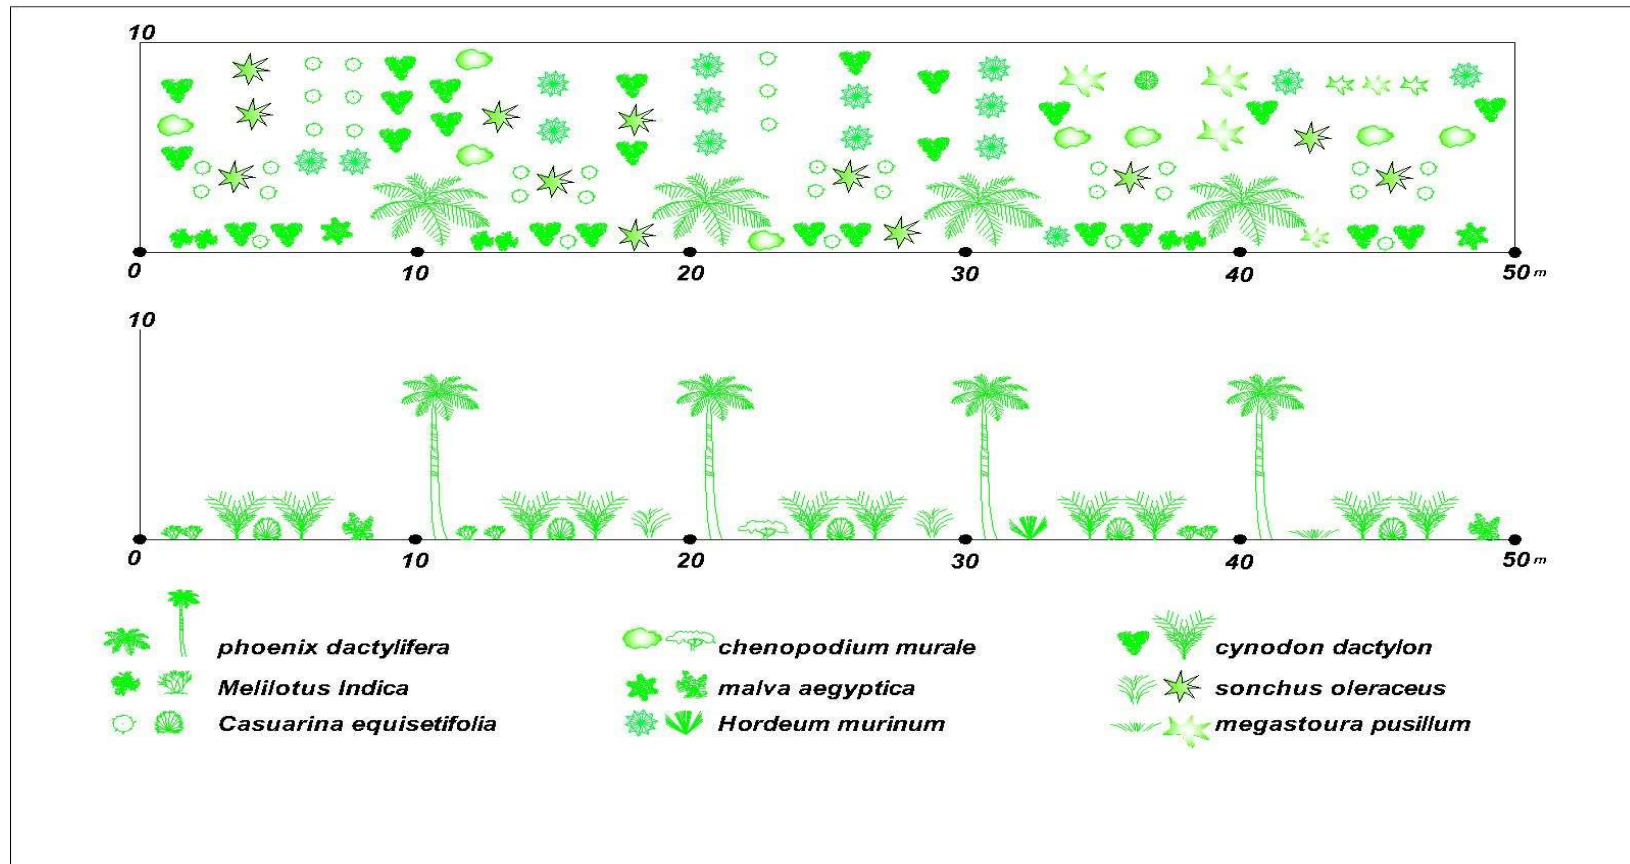 10
0 10 20 30 40 50 m
10
0 10 20 30 40 50 m
phoenix dactylifera chenopodium murale cynodon dactylon
Melilotus Indica malva aegyptica sonchus oleraceus
Casuarina equisetifolia Hordeum murinum megastoura pusillum